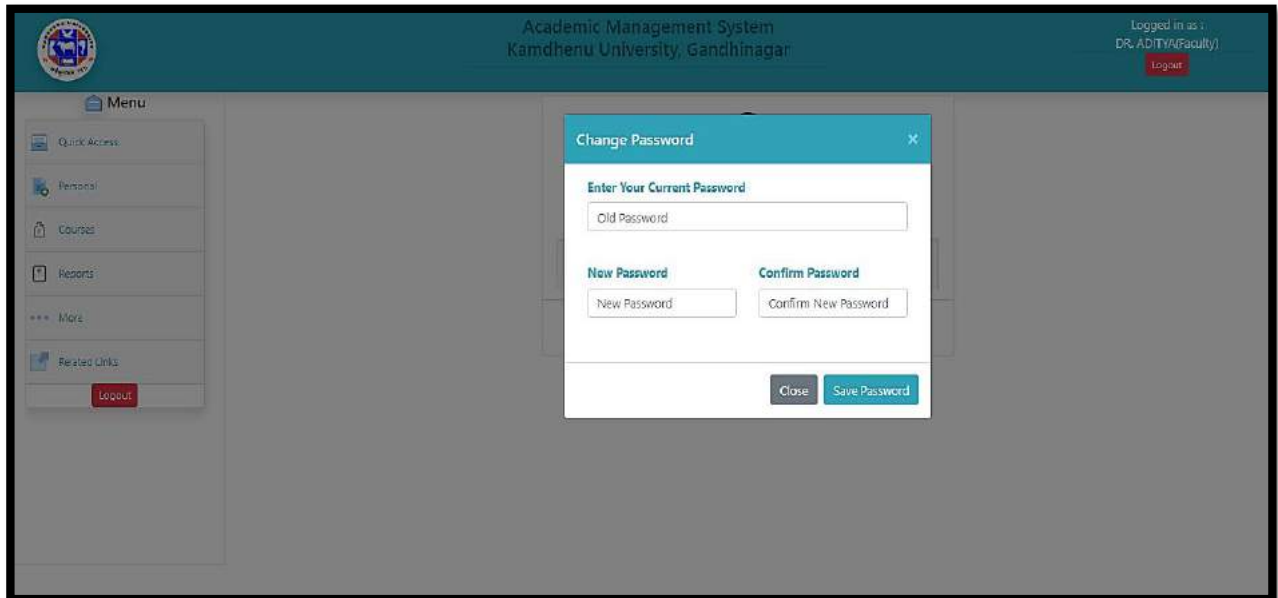 Academic Management System
Kamdhenu University, Gandhinagar
Logged in as :
DR. ADITYA(Faculty)
Logout
Menu
Quick Access
Personal
Courses
Reports
More
Related Links
Logout
Change Password ×
Enter Your Current Password
Old Password
New Password Confirm Password
New Password Confirm New Password
Close Save Password